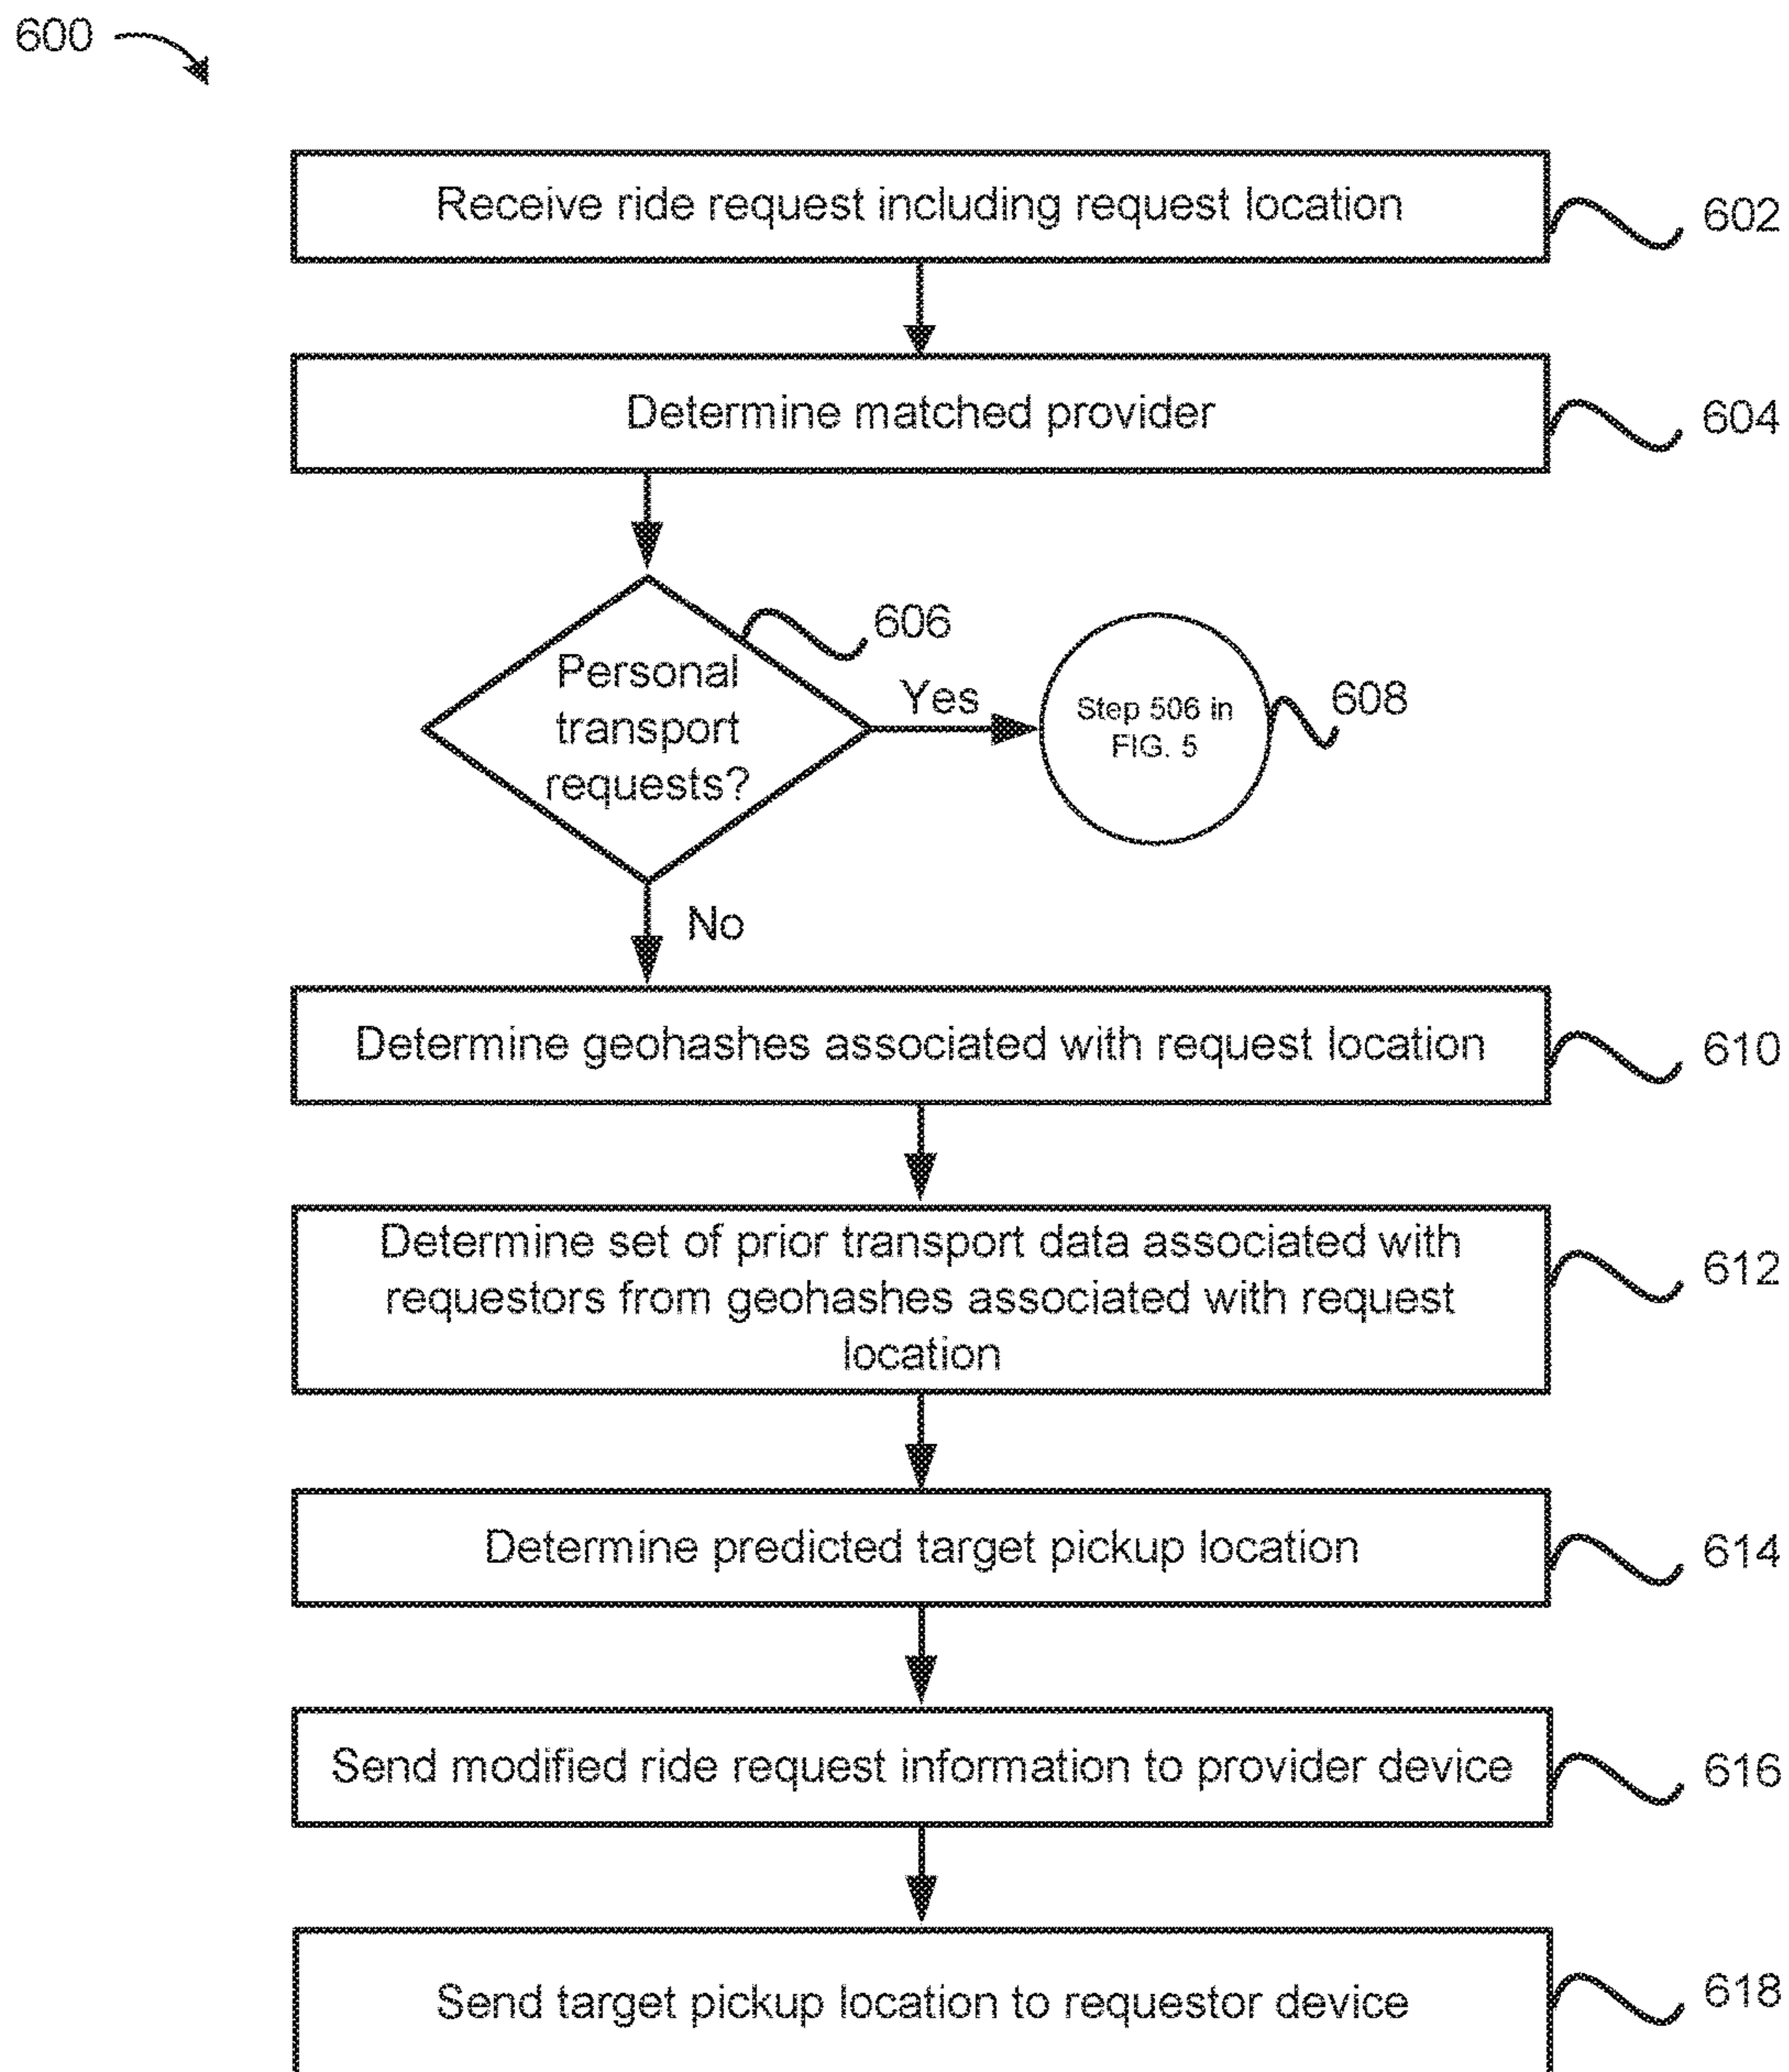 600
Receive ride request including request location
602
Determine matched provider
604
606
Personal
transport
requests?
Yes
Step 506 in
FIG. 5
608
No
Determine geohashes associated with request location
610
Determine set of prior transport data associated with
requestors from geohashes associated with request
location
612
Determine predicted target pickup location
614
Send modified ride request information to provider device
616
Send target pickup location to requestor device
618